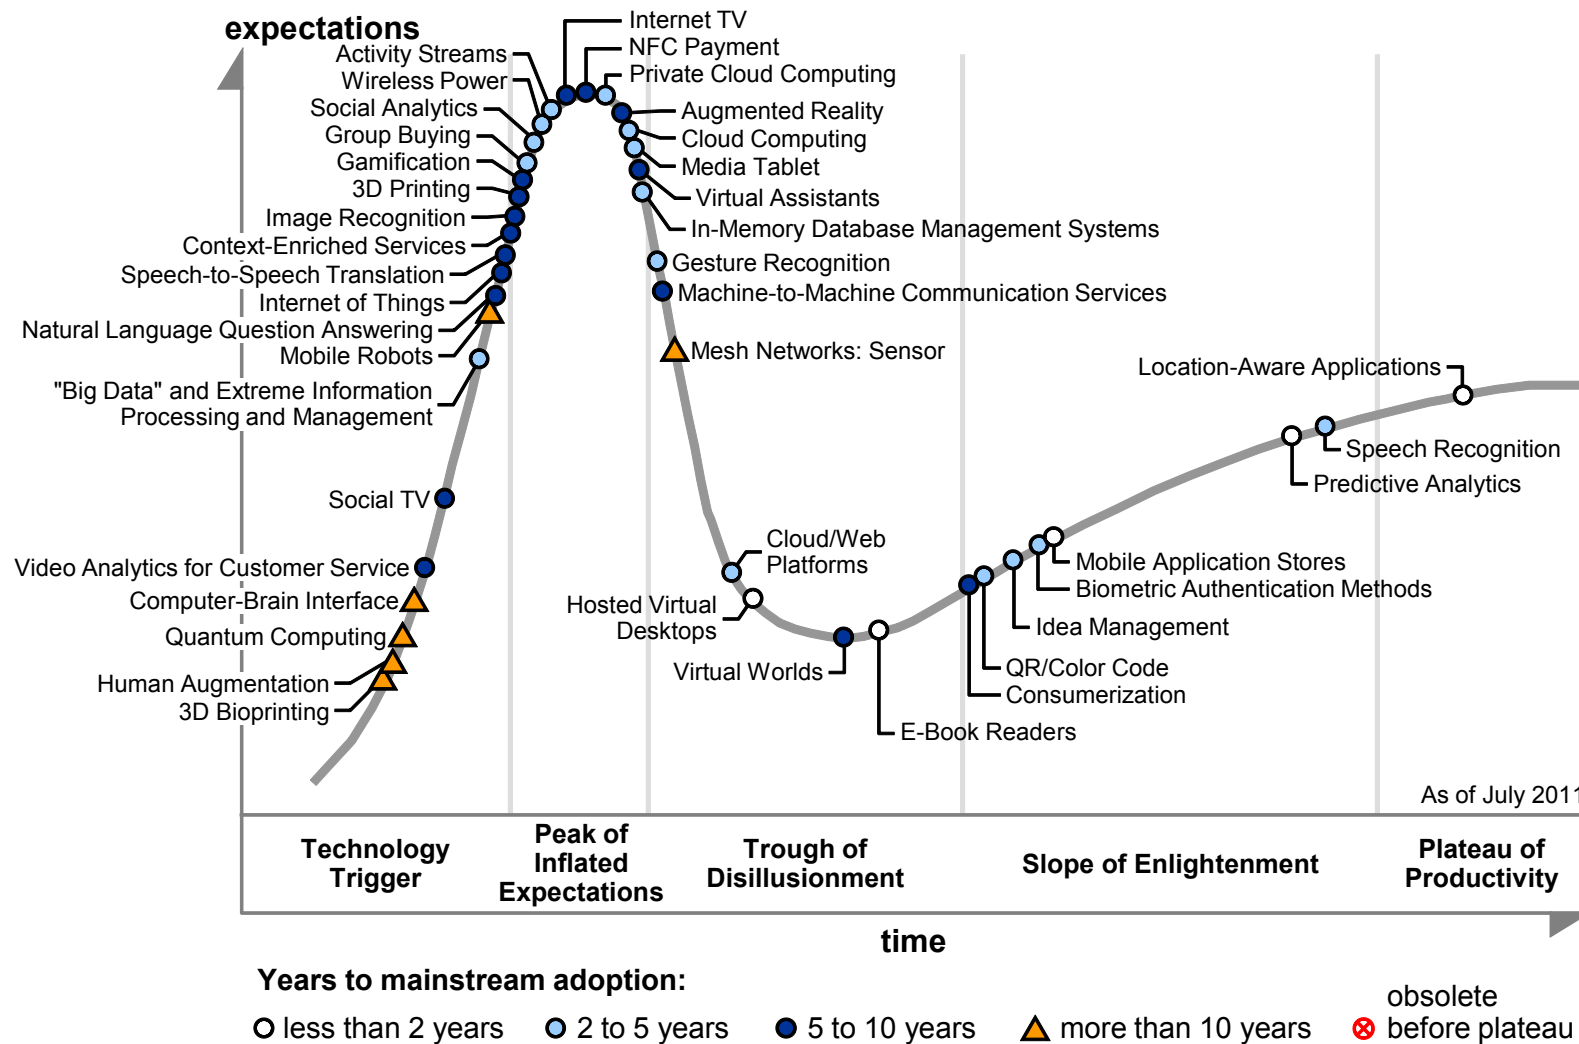 expectations
Internet TV
NFC Payment
Private Cloud Computing
Activity Streams
Wireless Power
Social Analytics
Group Buying
Gamification
3D Printing
Image Recognition
Context-Enriched Services
Speech-to-Speech Translation
Internet of Things
Natural Language Question Answering
Mobile Robots
"Big Data" and Extreme Information
Processing and Management
Social TV
Video Analytics for Customer Service
Computer-Brain Interface
Quantum Computing
Human Augmentation
3D Bioprinting
Augmented Reality
Cloud Computing
Media Tablet
Virtual Assistants
In-Memory Database Management Systems
Gesture Recognition
Machine-to-Machine Communication Services
Mesh Networks: Sensor
Cloud/Web
Platforms
Hosted Virtual
Desktops
Virtual Worlds
E-Book Readers
Location-Aware Applications
Speech Recognition
Predictive Analytics
Mobile Application Stores
Biometric Authentication Methods
Idea Management
QR/Color Code
Consumerization
As of July 2011
Technology
Trigger
Peak of
Inflated
Expectations
Trough of
Disillusionment
Slope of Enlightenment
Plateau of
Productivity
time
Years to mainstream adoption:
less than 2 years
2 to 5 years
5 to 10 years
more than 10 years
obsolete
before plateau